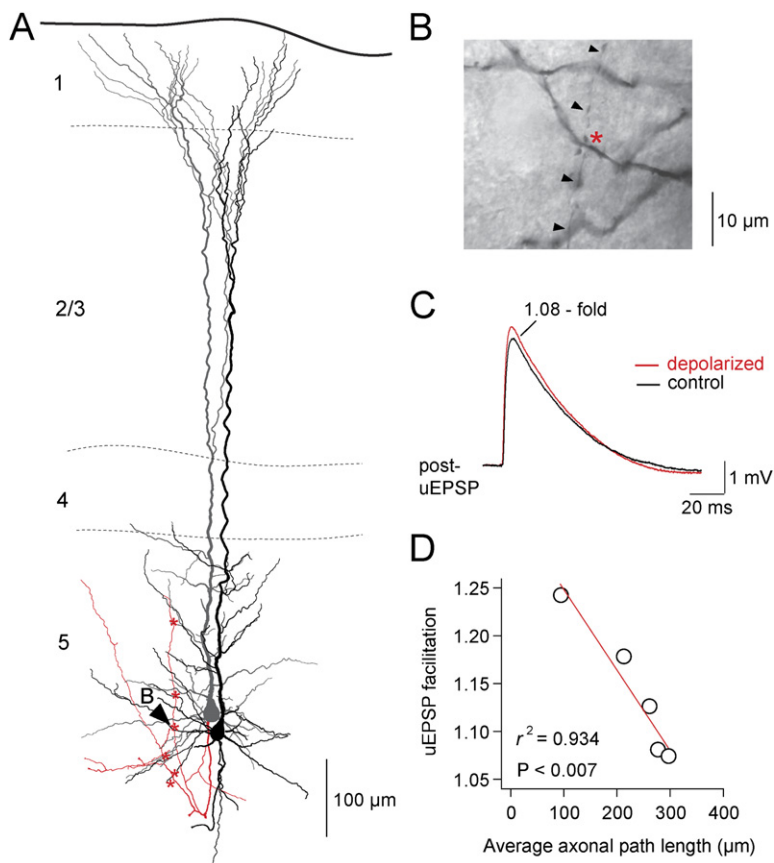 A
1
2/3
4
5
B
*
*
*
*
*
*
100 µm
B
*
10 µm
C
1.08 - fold
depolarized
control
post-
uEPSP
1 mV
20 ms
D
uEPSP facilitation
1.25
1.20
1.15
1.10
1.05
r² = 0.934
P < 0.007
0 100 200 300 400
Average axonal path length (µm)